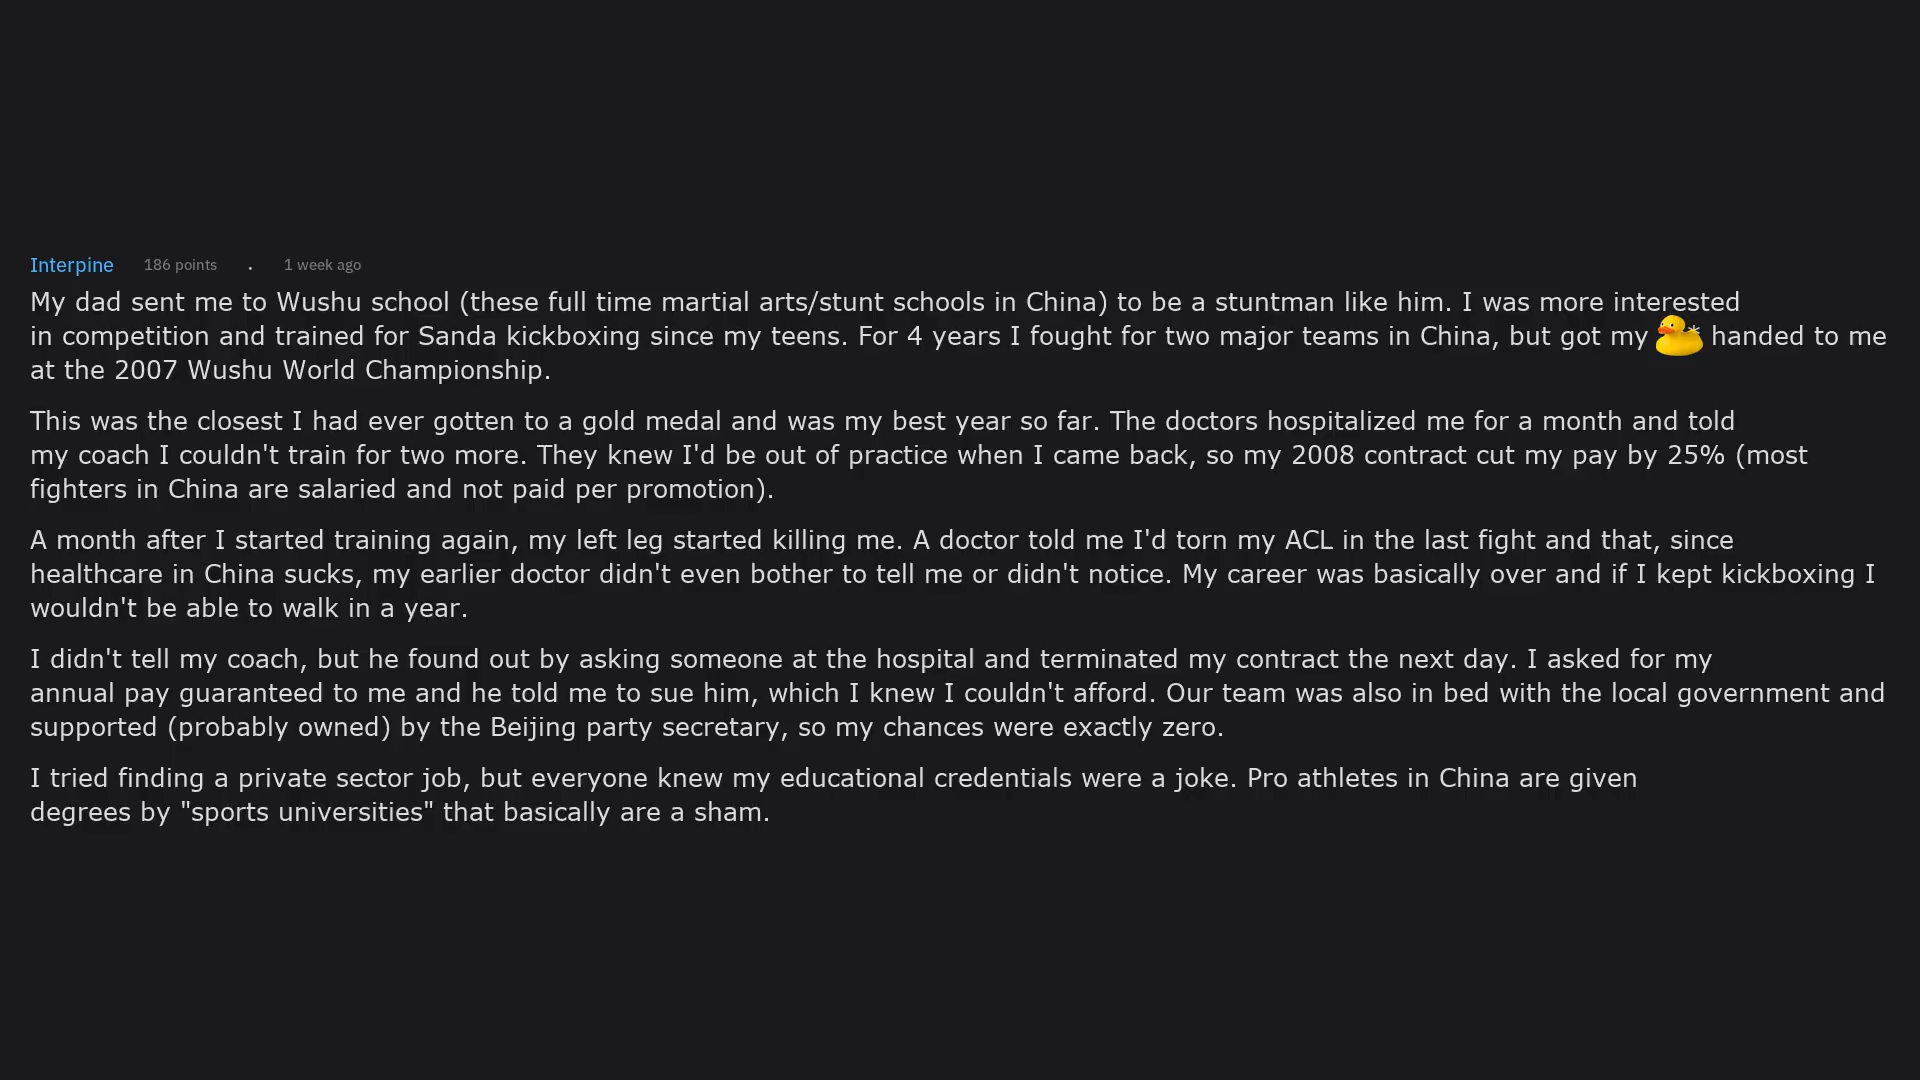 Interpine 186 points . 1 week ago
My dad sent me to Wushu school (these full time martial arts/stunt schools in China) to be a stuntman like him. I was more interested
in competition and trained for Sanda kickboxing since my teens. For 4 years I fought for two major teams in China, but got my * handed to me
at the 2007 Wushu World Championship.
This was the closest I had ever gotten to a gold medal and was my best year so far. The doctors hospitalized me for a month and told
my coach I couldn't train for two more. They knew I'd be out of practice when I came back, so my 2008 contract cut my pay by 25% (most
fighters in China are salaried and not paid per promotion).
A month after I started training again, my left leg started killing me. A doctor told me I'd torn my ACL in the last fight and that, since
healthcare in China sucks, my earlier doctor didn't even bother to tell me or didn't notice. My career was basically over and if I kept kickboxing I
wouldn't be able to walk in a year.
I didn't tell my coach, but he found out by asking someone at the hospital and terminated my contract the next day. I asked for my
annual pay guaranteed to me and he told me to sue him, which I knew I couldn't afford. Our team was also in bed with the local government and
supported (probably owned) by the Beijing party secretary, so my chances were exactly zero.
I tried finding a private sector job, but everyone knew my educational credentials were a joke. Pro athletes in China are given
degrees by "sports universities" that basically are a sham.